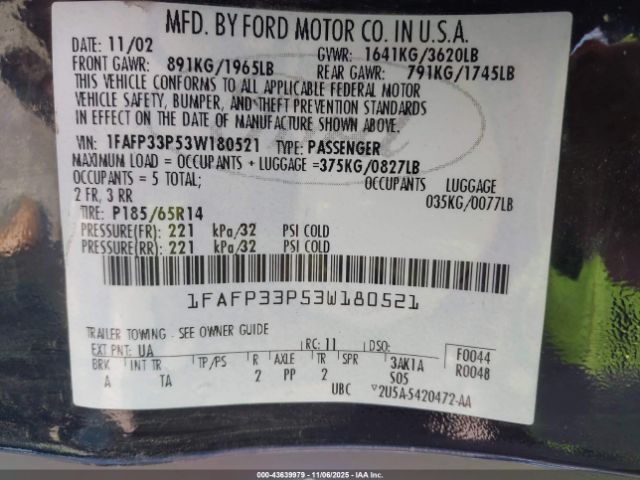 MFD. BY FORD MOTOR CO. IN U.S.A.
DATE: 11/02 GVWR: 1641KG/3620LB
FRONT GAWR: 891KG/1965LB REAR GAWR: 791KG/1745LB
THIS VEHICLE CONFORMS TO ALL APPLICABLE FEDERAL MOTOR
VEHICLE SAFETY, BUMPER, AND THEFT PREVENTION STANDARDS
IN EFFECT ON THE DATE OF MANUFACTURE SHOWN ABOVE.
VIN: 1FAFP33P53W180521 TYPE: PASSENGER
MAXIMUM LOAD = OCCUPANTS + LUGGAGE =375KG/0827LB
OCCUPANTS = 5 TOTAL; OCCUPANTS LUGGAGE
2 FR, 3 RR 035KG/0077LB
TIRE: P185/65R14
PRESSURE(FR): 221 kPa/32 PSI COLD
PRESSURE(RR): 221 kPa/32 PSI COLD
1FAFP33P53W180521
TRAILER TOWING - SEE OWNER GUIDE
EXT PNT: UA RC: 11 DSO: F0044
BRK INT TR TP/PS R AXLE TR SPR 3AK1A R0048
A TA 2 PP 2 S05
UBC 2U5A-5420472-AA
000-43639979 - 11/06/2025 - IAA Inc.